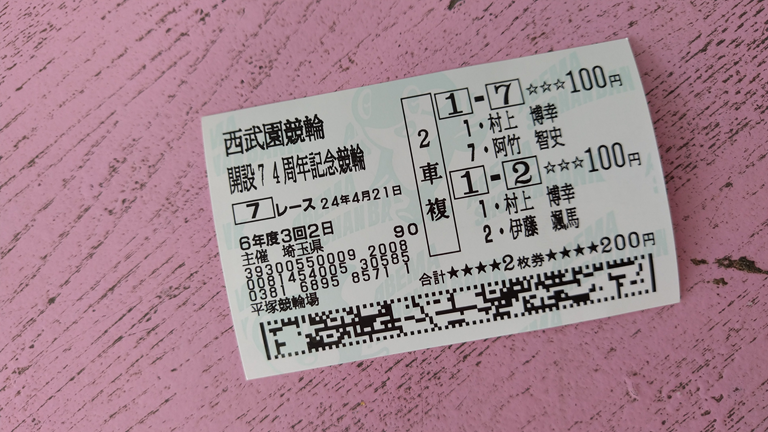 西武園競輪
開設74周年記念競輪
7レース 24年4月21日
6年度3回2日 90
主催 埼玉県
39300550009 2008
0081454005 30585
0381 6895 8571 1
平塚競輪場
2車複
1-7 ☆☆☆100円
1・村上 博幸
7・阿竹 智史
1-2 ☆☆☆100円
1・村上 博幸
2・伊藤 颯馬
合計★★★★2枚券★★★★200円